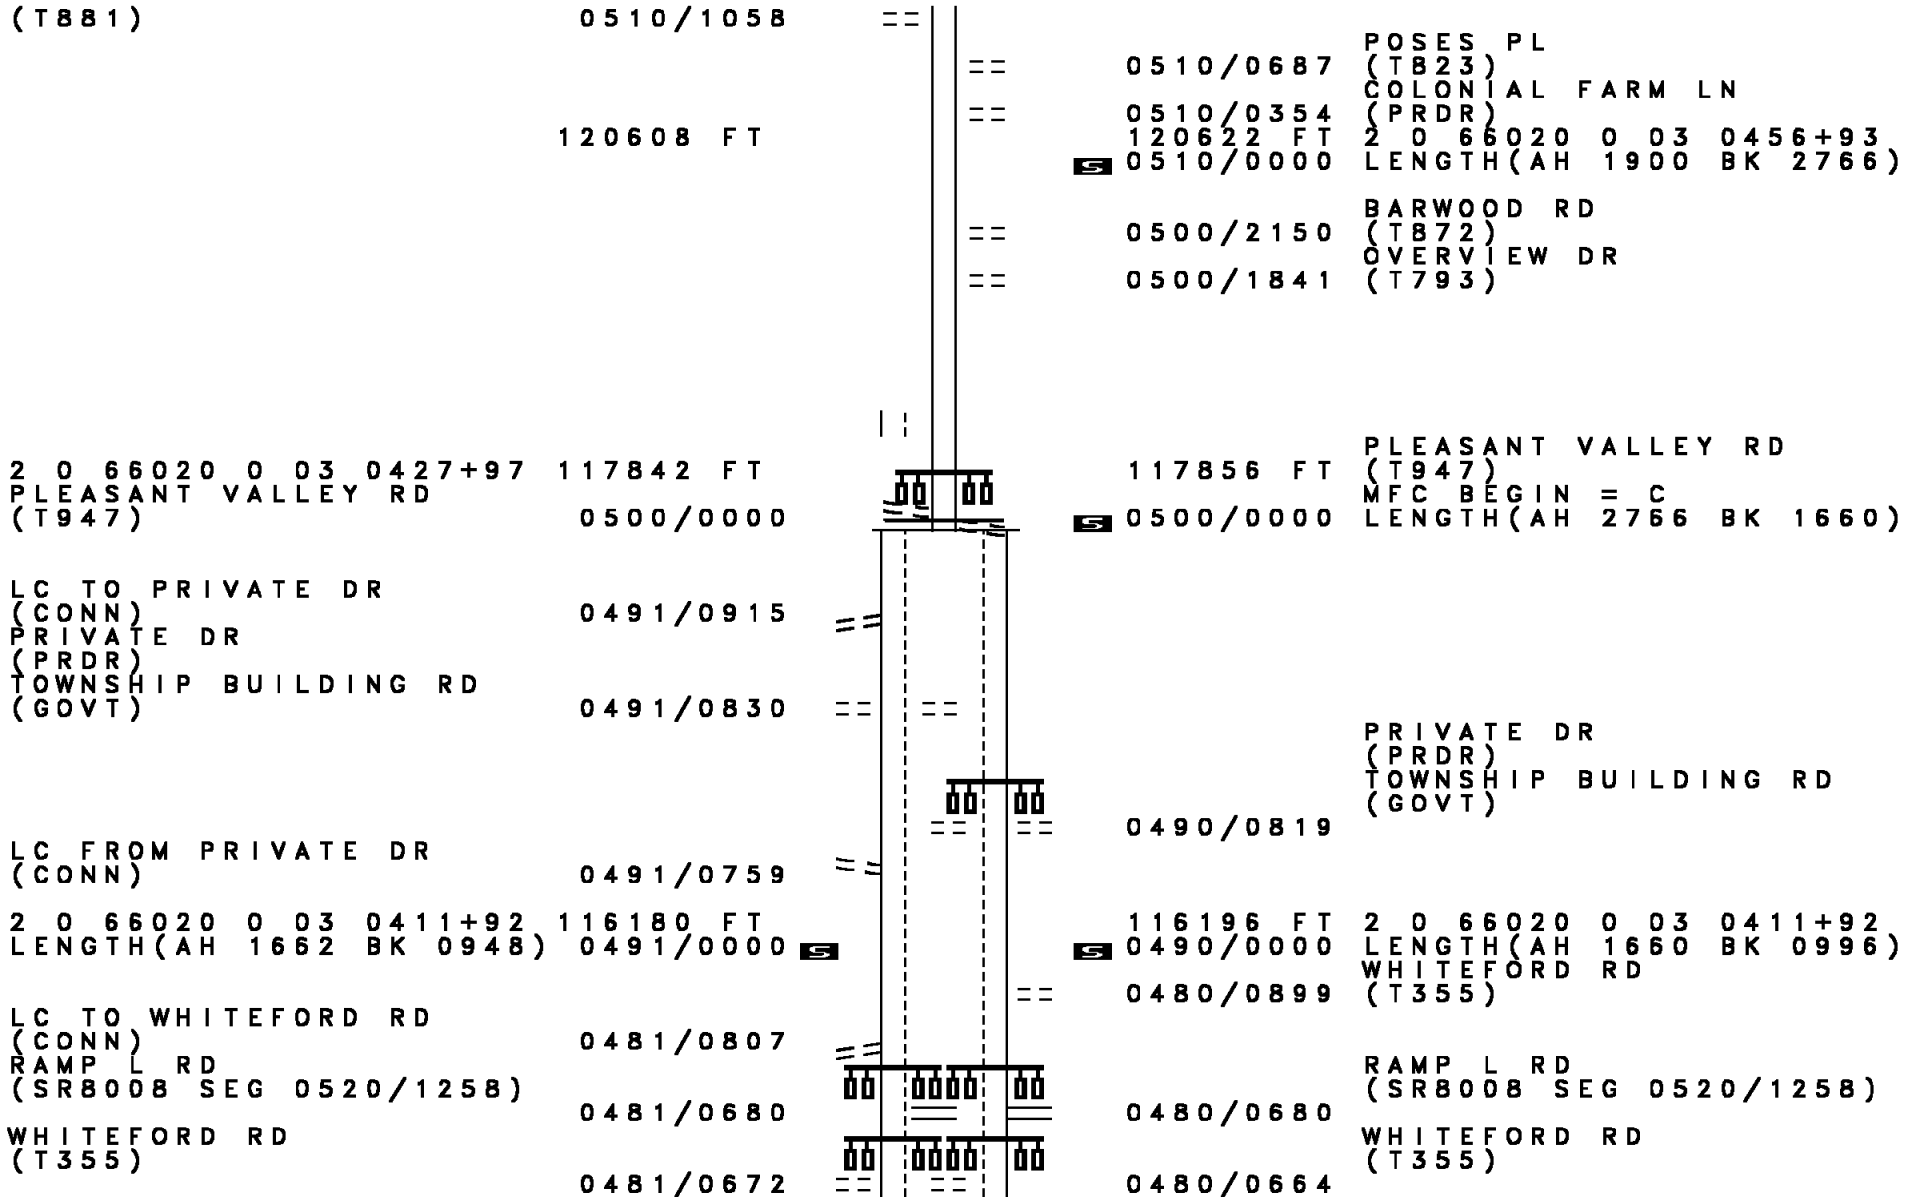 (T881) 0510/1058
POSES PL
0510/0687 (T823)
COLONIAL FARM LN
0510/0354 (PRDR)
120608 FT 120622 FT 2 0 66020 0 03 0456+93
S 0510/0000 LENGTH(AH 1900 BK 2766)
BARWOOD RD
0500/2150 (T872)
OVERVIEW DR
0500/1841 (T793)
PLEASANT VALLEY RD
2 0 66020 0 03 0427+97 117842 FT 117856 FT (T947)
PLEASANT VALLEY RD MFC BEGIN = C
(T947) 0500/0000 S 0500/0000 LENGTH(AH 2766 BK 1660)
LC TO PRIVATE DR
(CONN) 0491/0915
PRIVATE DR
(PRDR)
TOWNSHIP BUILDING RD
(GOVT) 0491/0830
PRIVATE DR
(PRDR)
TOWNSHIP BUILDING RD
(GOVT)
0490/0819
LC FROM PRIVATE DR
(CONN) 0491/0759
2 0 66020 0 03 0411+92 116180 FT 116196 FT 2 0 66020 0 03 0411+92
LENGTH(AH 1662 BK 0948) 0491/0000 S S 0490/0000 LENGTH(AH 1660 BK 0996)
WHITEFORD RD
0480/0899 (T355)
LC TO WHITEFORD RD
(CONN) 0481/0807
RAMP L RD RAMP L RD
(SR8008 SEG 0520/1258) (SR8008 SEG 0520/1258)
0481/0680 0480/0680
WHITEFORD RD WHITEFORD RD
(T355) (T355)
0481/0672 0480/0664